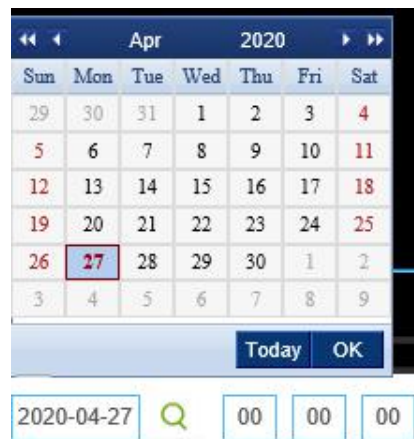 Apr 2020
Sun Mon Tue Wed Thu Fri Sat
29 30 31 1 2 3 4
5 6 7 8 9 10 11
12 13 14 15 16 17 18
19 20 21 22 23 24 25
26 27 28 29 30 1 2
3 4 5 6 7 8 9
Today OK
2020-04-27 00 00 00